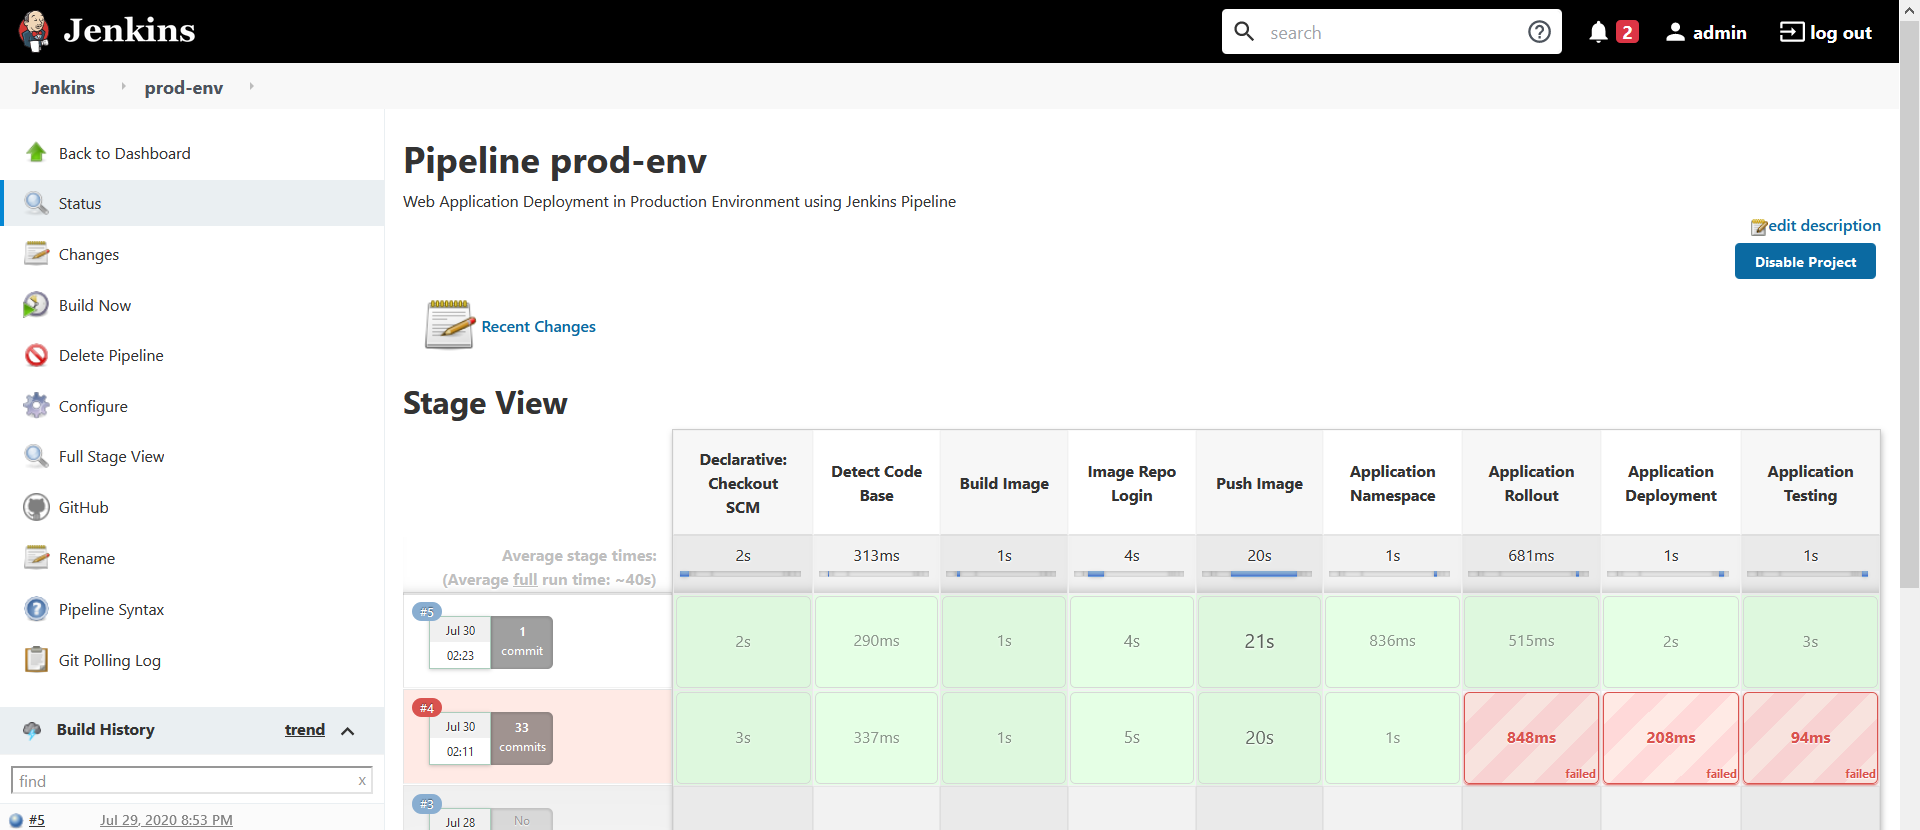 Jenkins
search
2
admin
log out
Jenkins
prod-env
Back to Dashboard
Status
Changes
Build Now
Delete Pipeline
Configure
Full Stage View
GitHub
Rename
Pipeline Syntax
Git Polling Log
Build History
trend
find
x
#5
Jul 29, 2020 8:53 PM
Pipeline prod-env
Web Application Deployment in Production Environment using Jenkins Pipeline
edit description
Disable Project
Recent Changes
Stage View
Declarative:
Checkout
SCM
Detect Code
Base
Build Image
Image Repo
Login
Push Image
Application
Namespace
Application
Rollout
Application
Deployment
Application
Testing
Average stage times:
(Average full run time: ~40s)
2s
313ms
1s
4s
20s
1s
681ms
1s
1s
#5
Jul 30
02:23
1
commit
2s
290ms
1s
4s
21s
836ms
515ms
2s
3s
#4
Jul 30
02:11
33
commits
3s
337ms
1s
5s
20s
1s
848ms
failed
208ms
failed
94ms
failed
#3
Jul 28
No